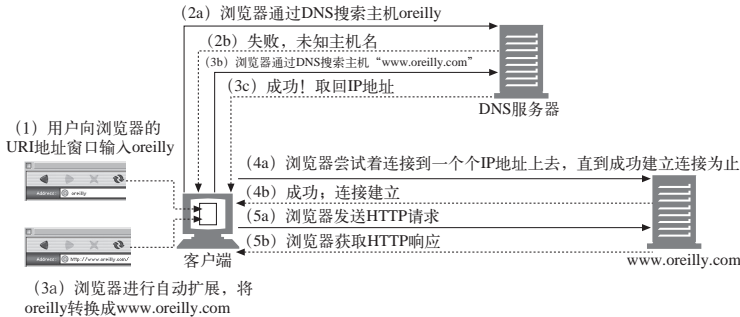 (2a) 浏览器通过DNS搜索主机oreilly
(2b) 失败，未知主机名
(3b) 浏览器通过DNS搜索主机“www.oreilly.com”
(3c) 成功！取回IP地址
DNS服务器
(1) 用户向浏览器的
URI地址窗口输入oreilly
(4a) 浏览器尝试着连接到一个个IP地址上去，直到成功建立连接为止
(4b) 成功；连接建立
(5a) 浏览器发送HTTP请求
(5b) 浏览器获取HTTP响应
Address: oreilly
Address: http://www.oreilly.com/
客户端
www.oreilly.com
(3a) 浏览器进行自动扩展，将
oreilly转换成www.oreilly.com